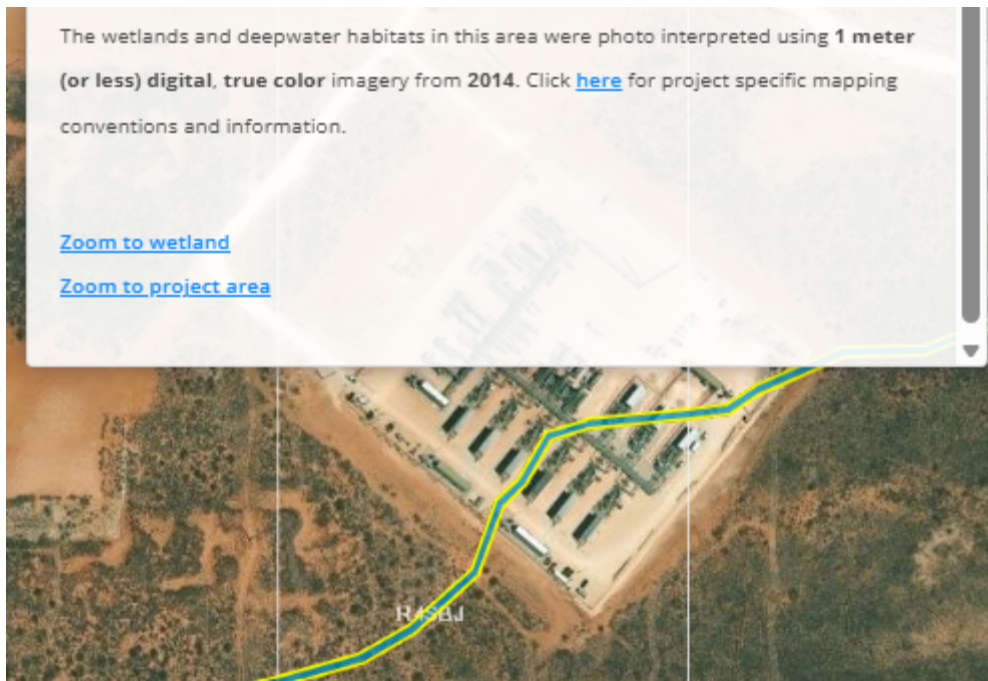 The wetlands and deepwater habitats in this area were photo interpreted using 1 meter
(or less) digital, true color imagery from 2014. Click here for project specific mapping
conventions and information.
Zoom to wetland
Zoom to project area
R4SBJ